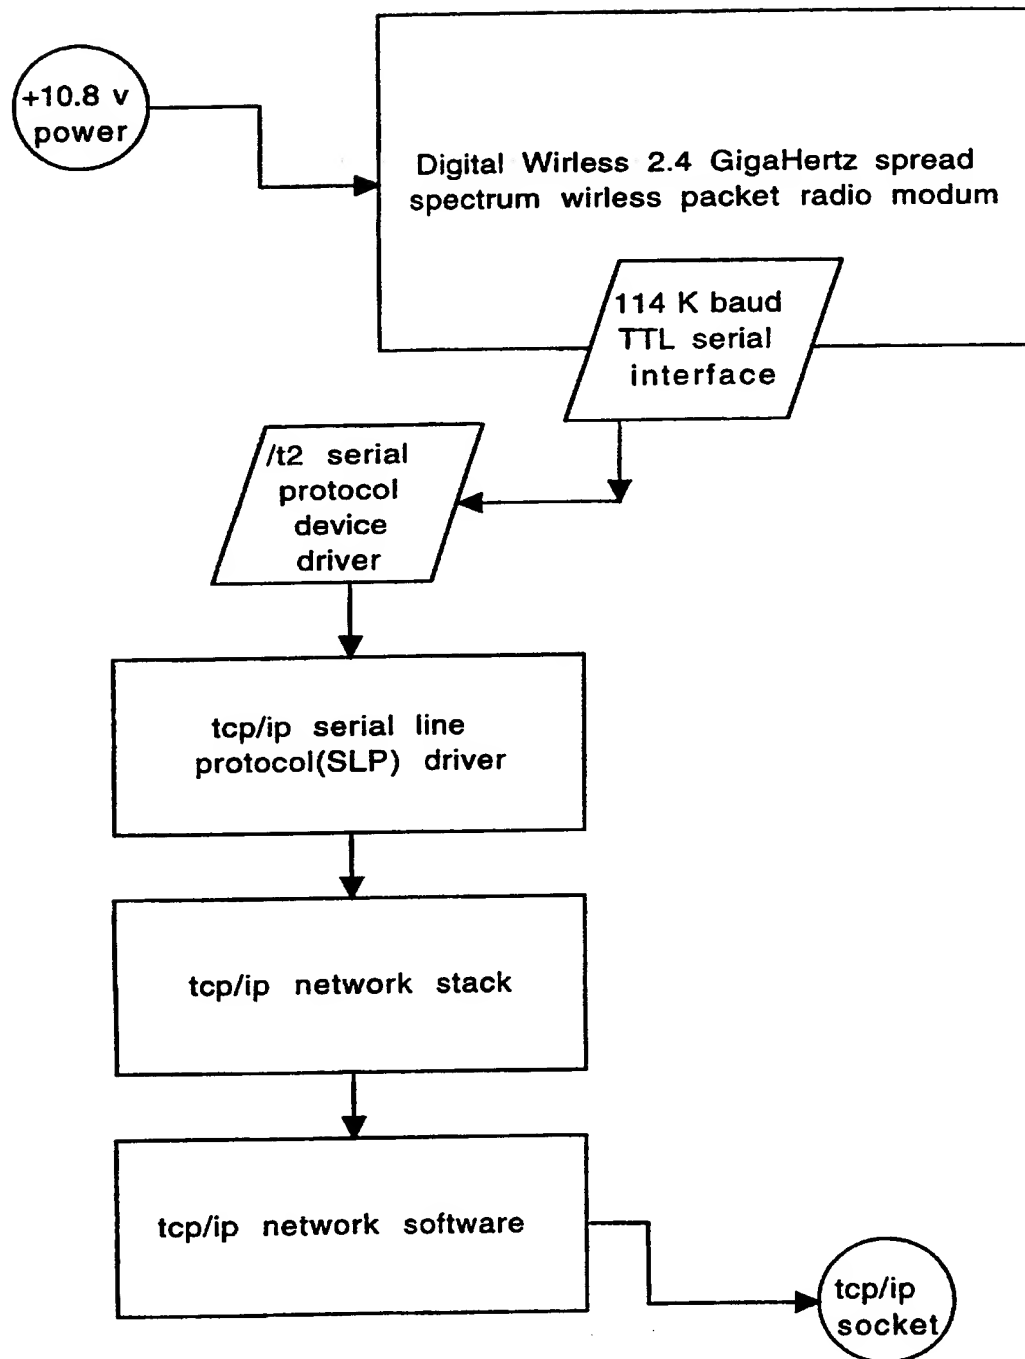 +10.8 v
power
Digital Wirless 2.4 GigaHertz spread
spectrum wirless packet radio modum
114 K baud
TTL serial
interface
/t2 serial
protocol
device
driver
tcp/ip serial line
protocol(SLP) driver
tcp/ip network stack
tcp/ip network software
tcp/ip
socket